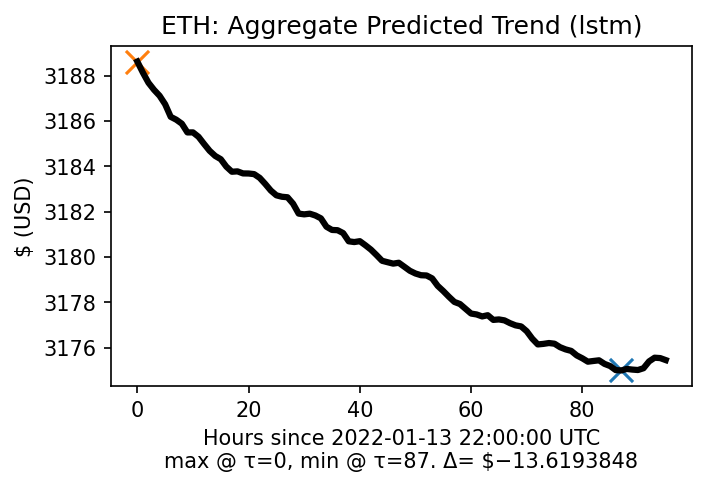 ETH: Aggregate Predicted Trend (lstm)
$ (USD)
3188
3186
3184
3182
3180
3178
3176
0 20 40 60 80
Hours since 2022-01-13 22:00:00 UTC
max @ τ=0, min @ τ=87. Δ= $−13.6193848